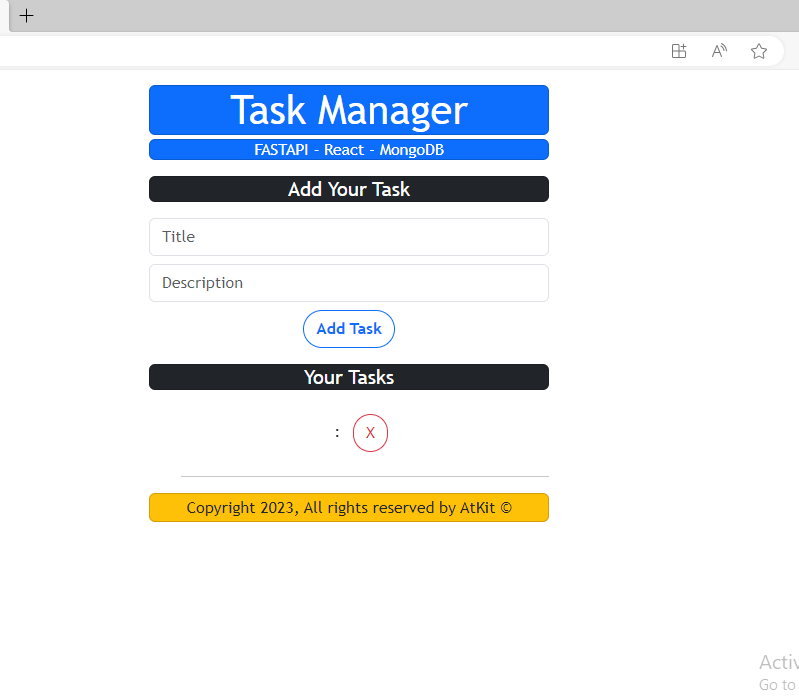 Task Manager
FASTAPI - React - MongoDB
Add Your Task
Title
Description
Add Task
Your Tasks
: X
Copyright 2023, All rights reserved by AtKit ©
Go to